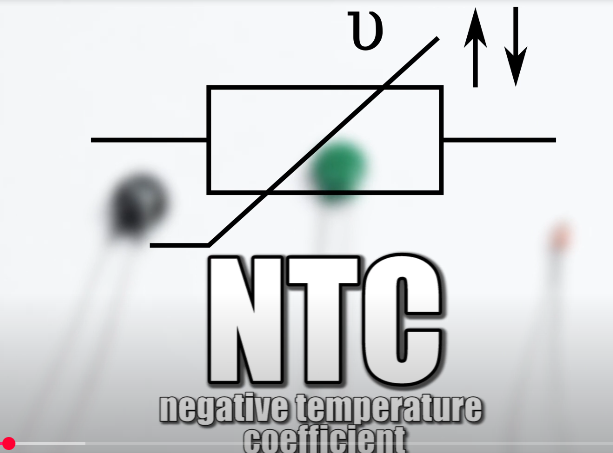 υ
NTC
negative temperature
coefficient